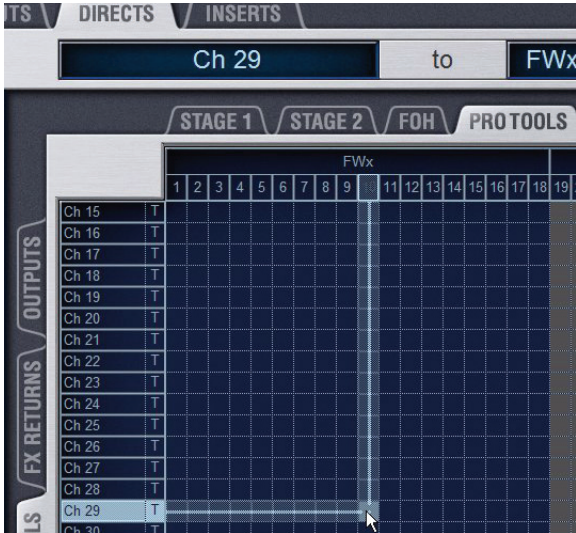 DIRECTS INSERTS
Ch 29 to FWx
STAGE 1 STAGE 2 FOH PRO TOOLS
FWx
1 2 3 4 5 6 7 8 9 10 11 12 13 14 15 16 17 18 19
OUTPUTS
FX RETURNS
Ch 15 T
Ch 16 T
Ch 17 T
Ch 18 T
Ch 19 T
Ch 20 T
Ch 21 T
Ch 22 T
Ch 23 T
Ch 24 T
Ch 25 T
Ch 26 T
Ch 27 T
Ch 28 T
Ch 29 T
Ch 30 T